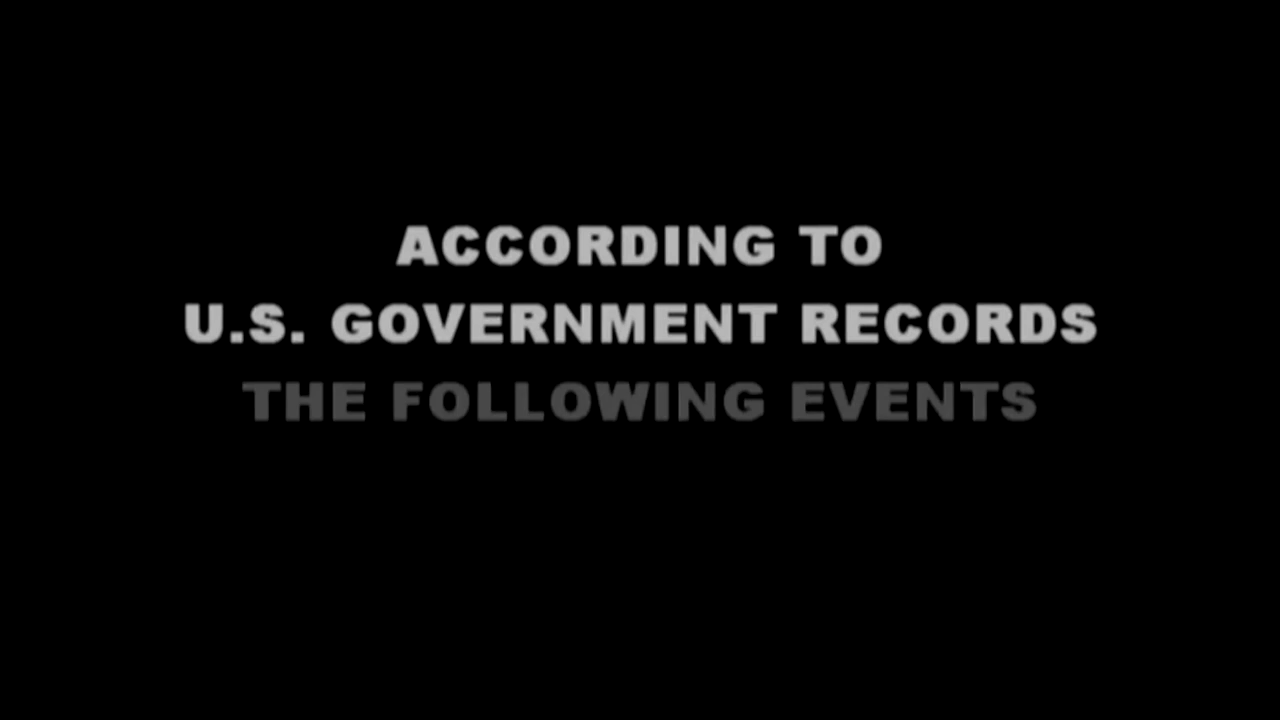 ACCORDING TO
U.S. GOVERNMENT RECORDS
THE FOLLOWING EVENTS